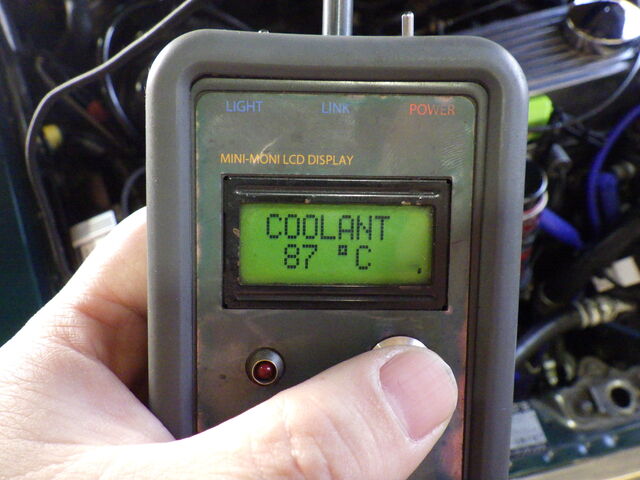 LIGHT LINK POWER
MINI-MONI LCD DISPLAY
COOLANT
87 °C